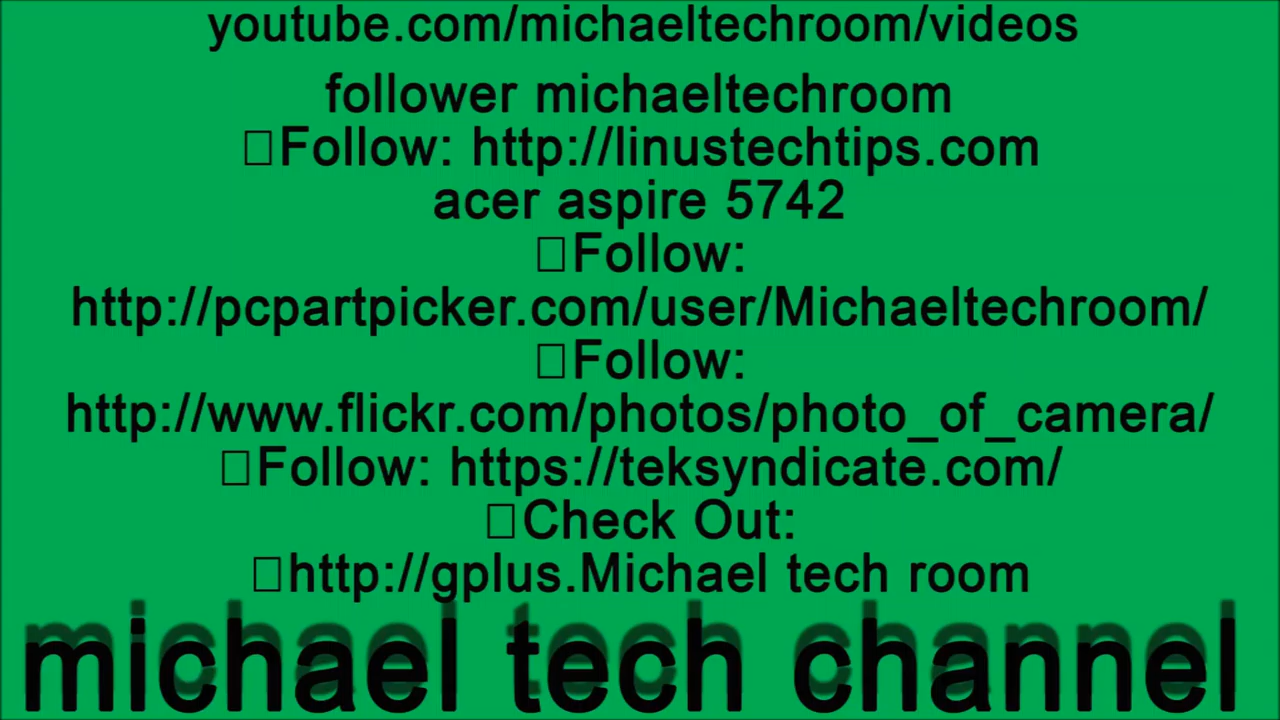 youtube.com/michaeltechroom/videos
follower michaeltechroom
□Follow: http://linustechtips.com
acer aspire 5742
□Follow:
http://pcpartpicker.com/user/Michaeltechroom/
□Follow:
http://www.flickr.com/photos/photo_of_camera/
□Follow: https://teksyndicate.com/
□Check Out:
□http://gplus.Michael tech room
michael tech channel